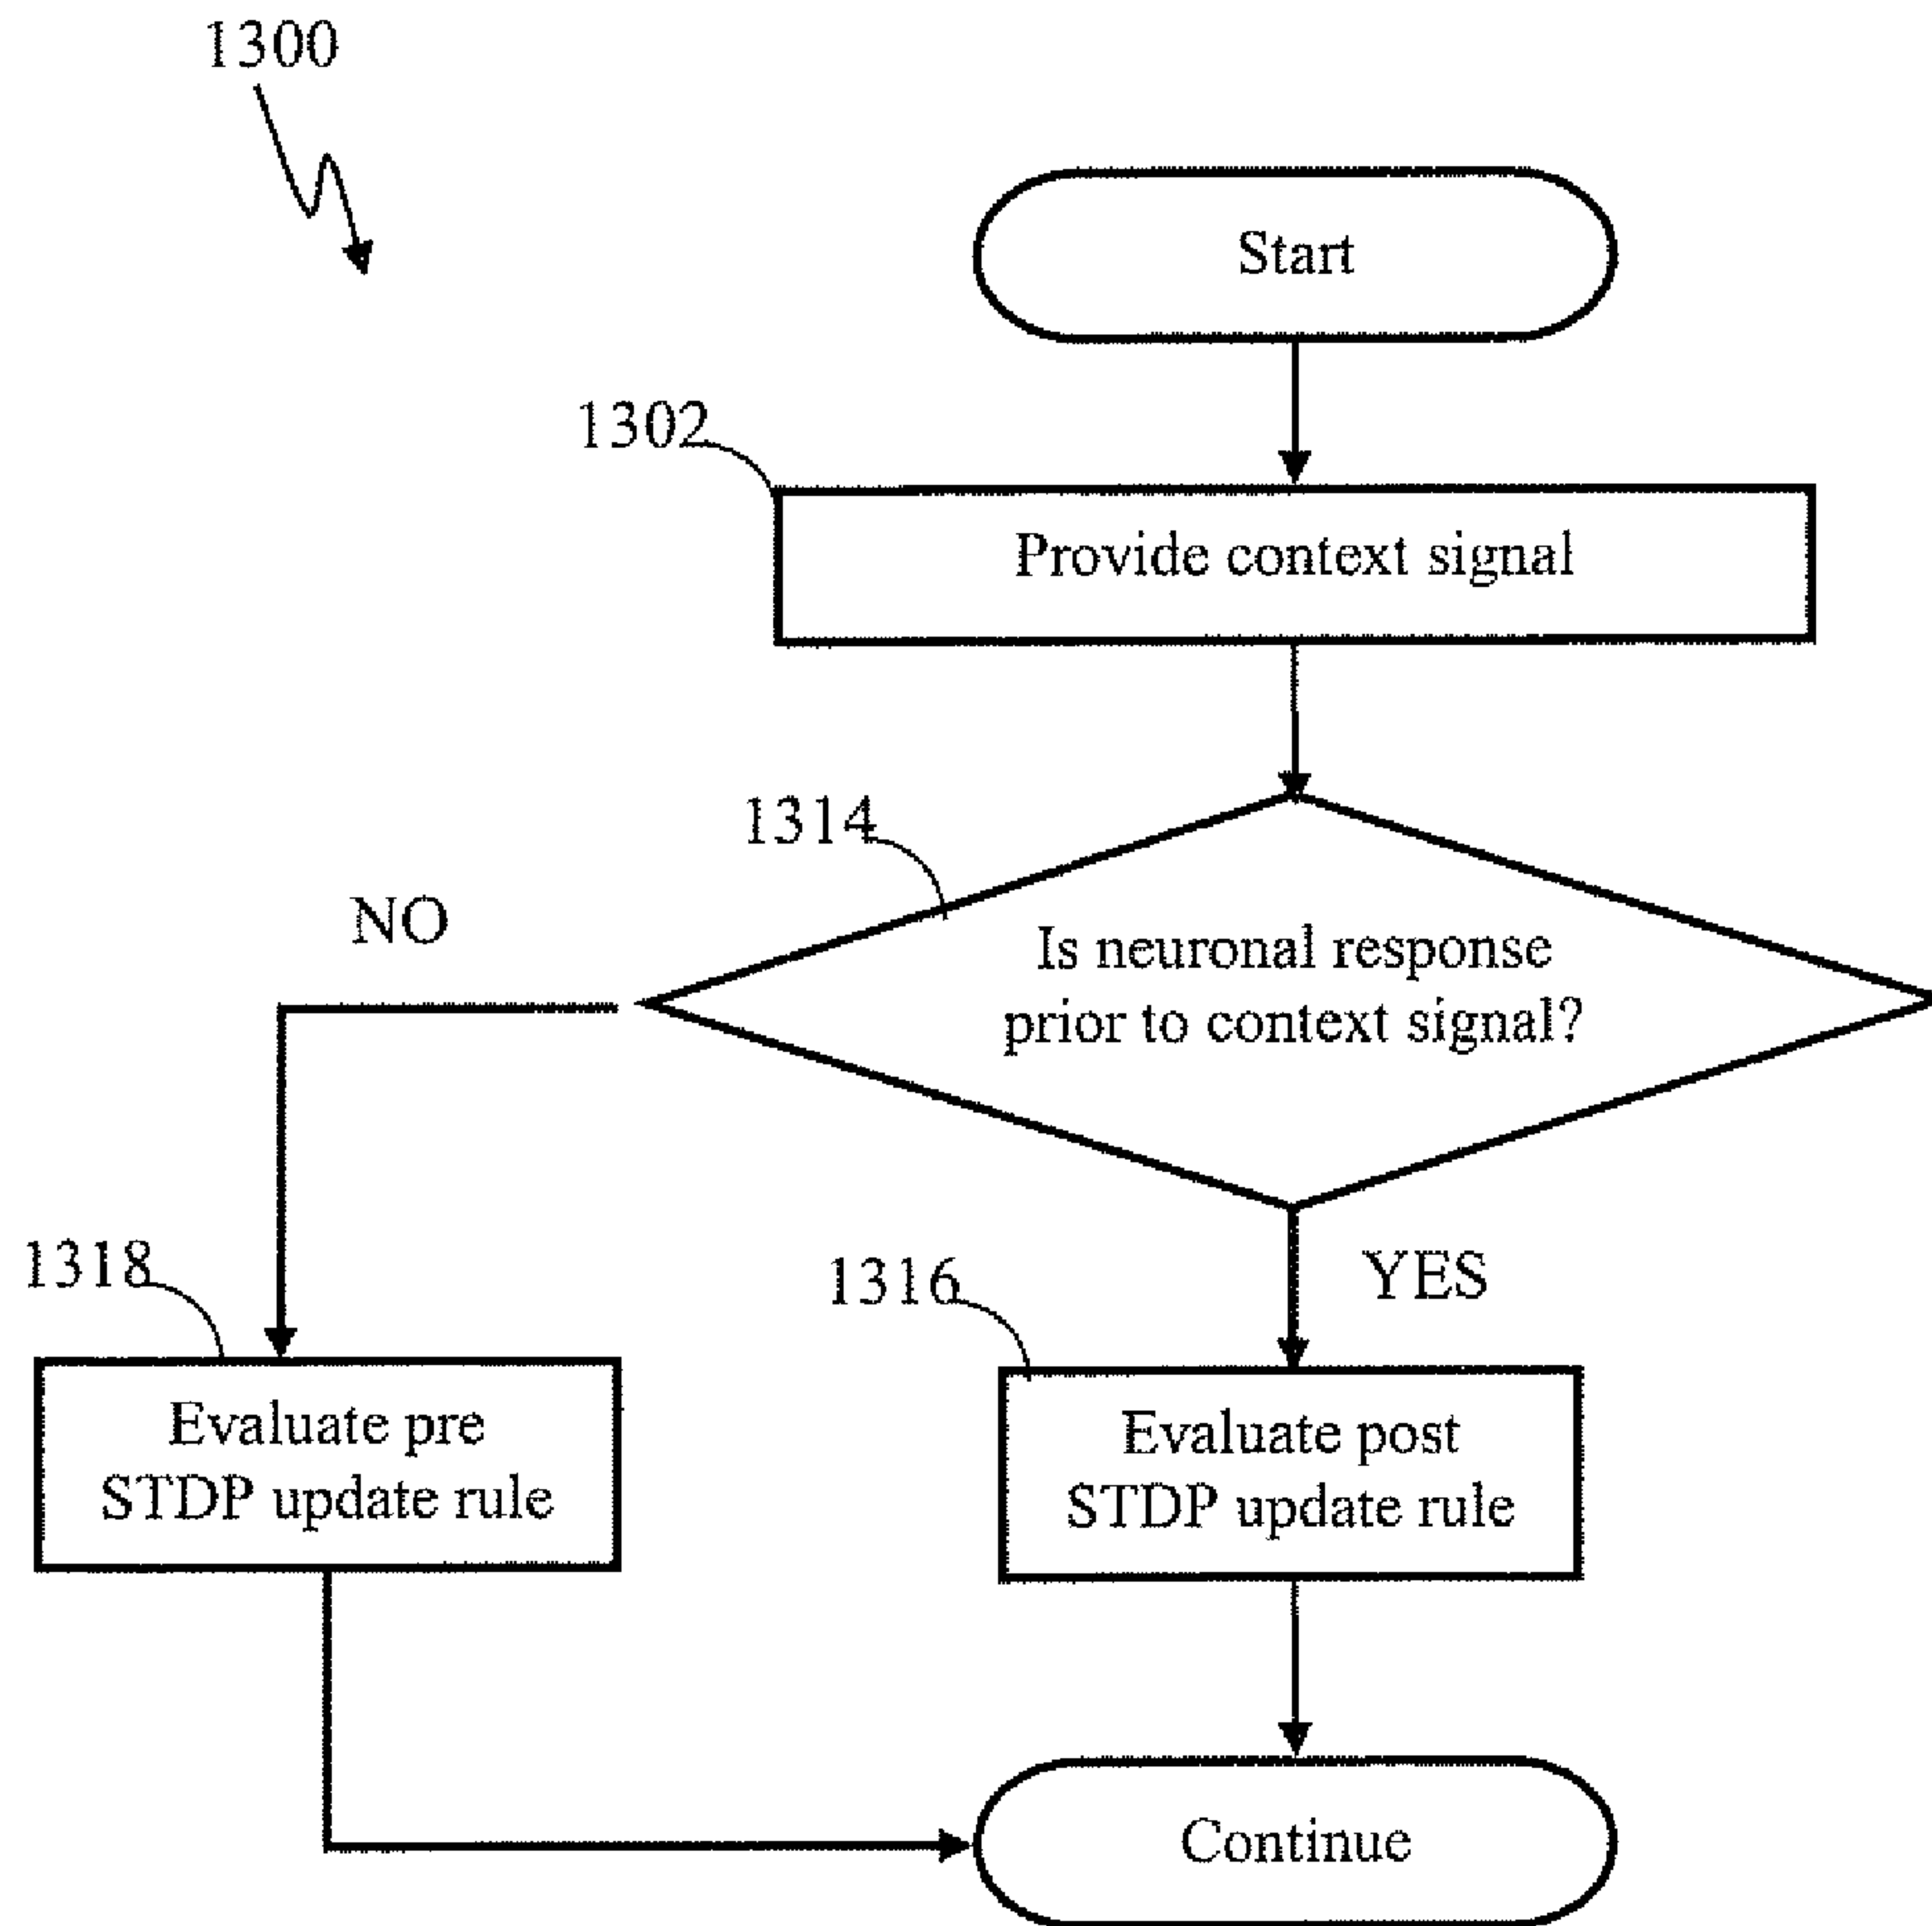 1300
Start
1302
Provide context signal
1314
NO
Is neuronal response
prior to context signal?
YES
1318
1316
Evaluate pre
STDP update rule
Evaluate post
STDP update rule
Continue